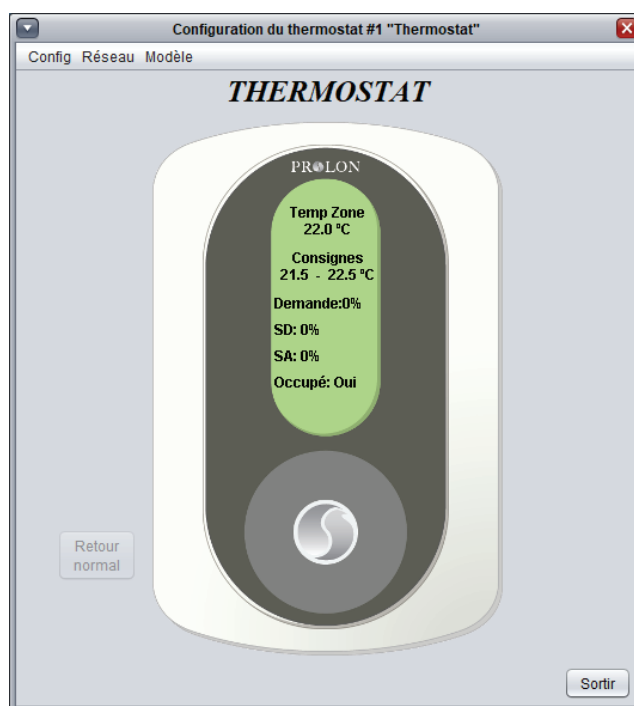 Configuration du thermostat #1 "Thermostat"
Config Réseau Modèle
THERMOSTAT
PROLON
Temp Zone
22.0 °C
Consignes
21.5 - 22.5 °C
Demande:0%
SD: 0%
SA: 0%
Occupé: Oui
Retour
normal
Sortir